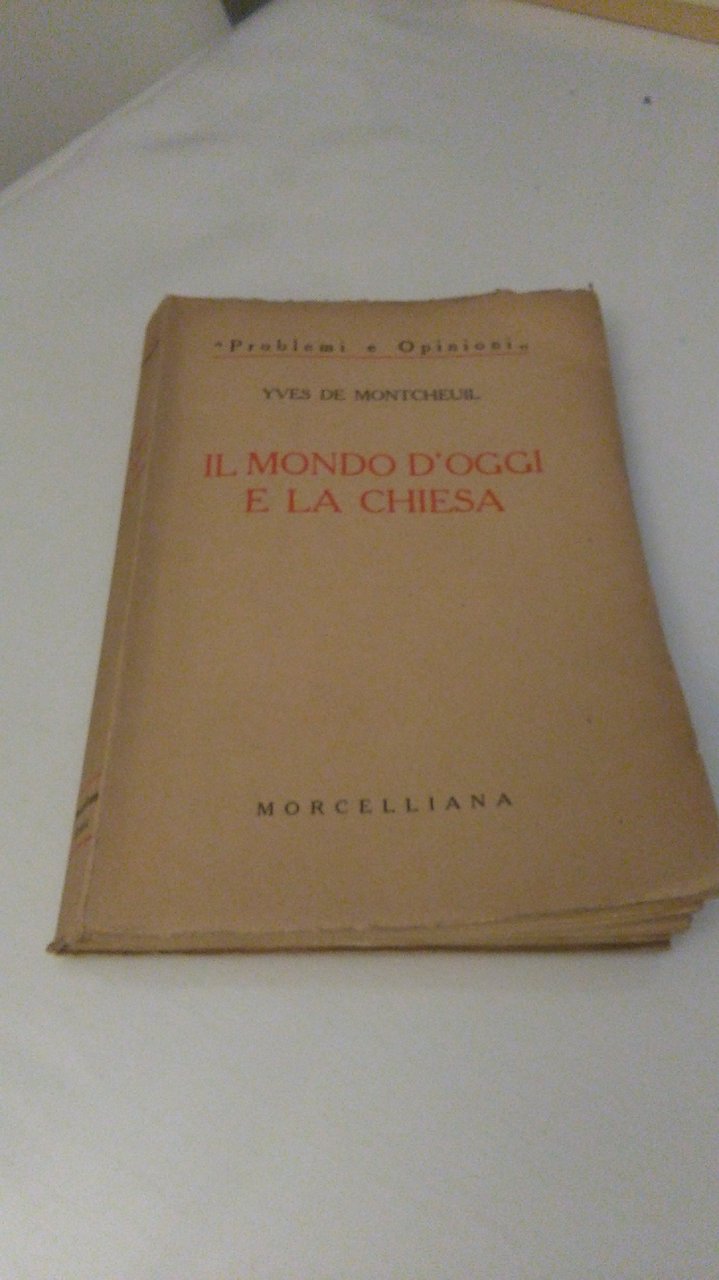 «Problemi e Opinioni«
YVES DE MONTCHEUIL
IL MONDO D'OGGI
E LA CHIESA
MORCELLIANA